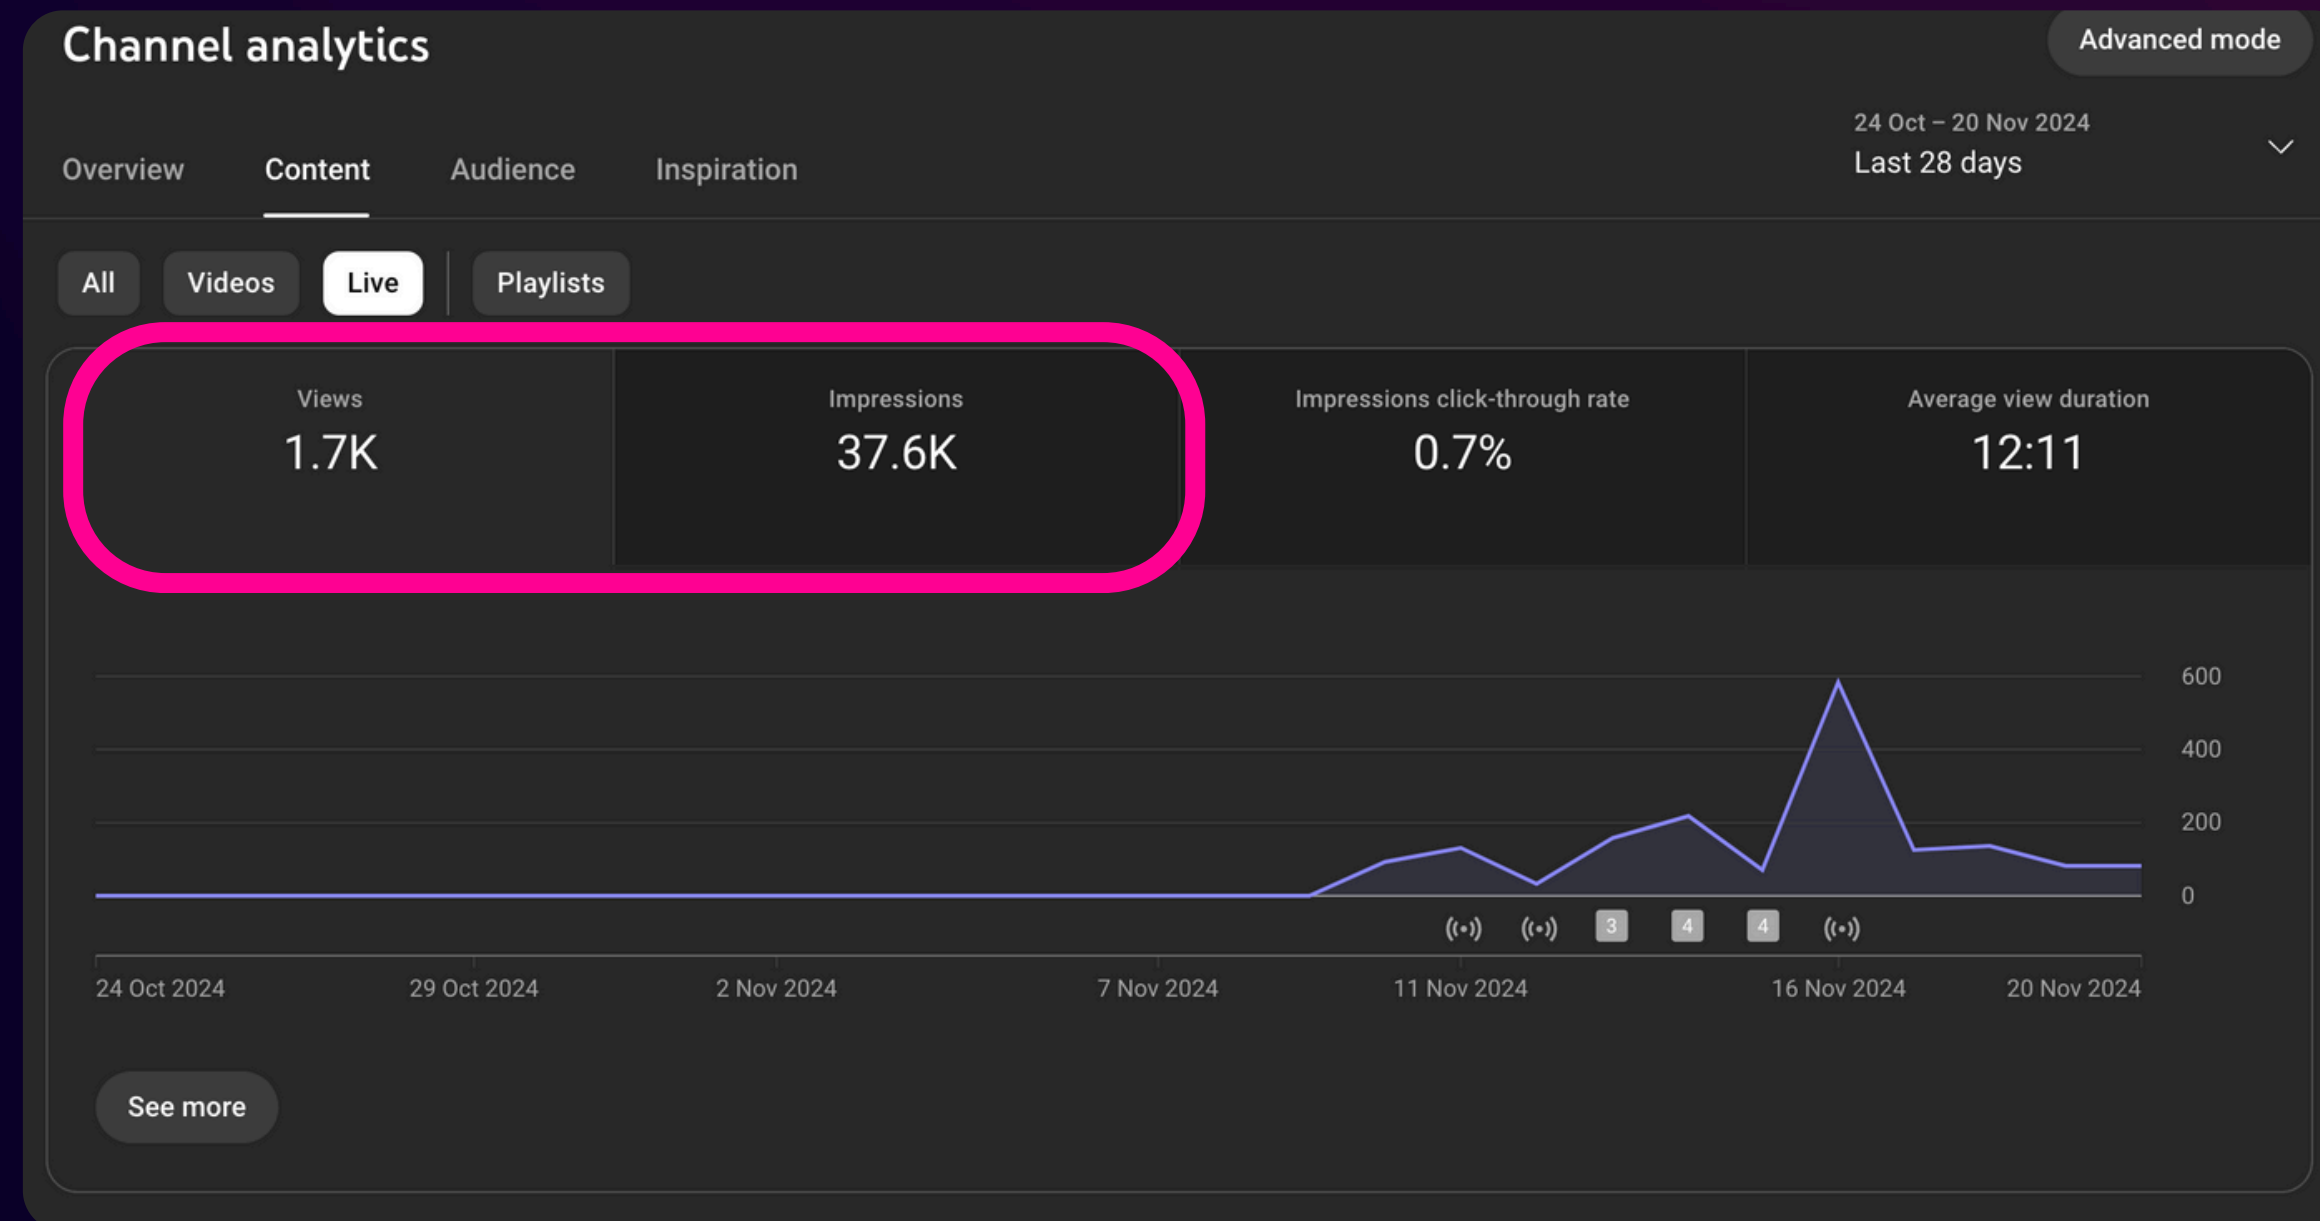 Channel analytics
Advanced mode
24 Oct – 20 Nov 2024
Last 28 days
Overview Content Audience Inspiration
All Videos Live Playlists
Views Impressions Impressions click-through rate Average view duration
1.7K 37.6K 0.7% 12:11
600
400
200
0
3 4 4
24 Oct 2024 29 Oct 2024 2 Nov 2024 7 Nov 2024 11 Nov 2024 16 Nov 2024 20 Nov 2024
See more